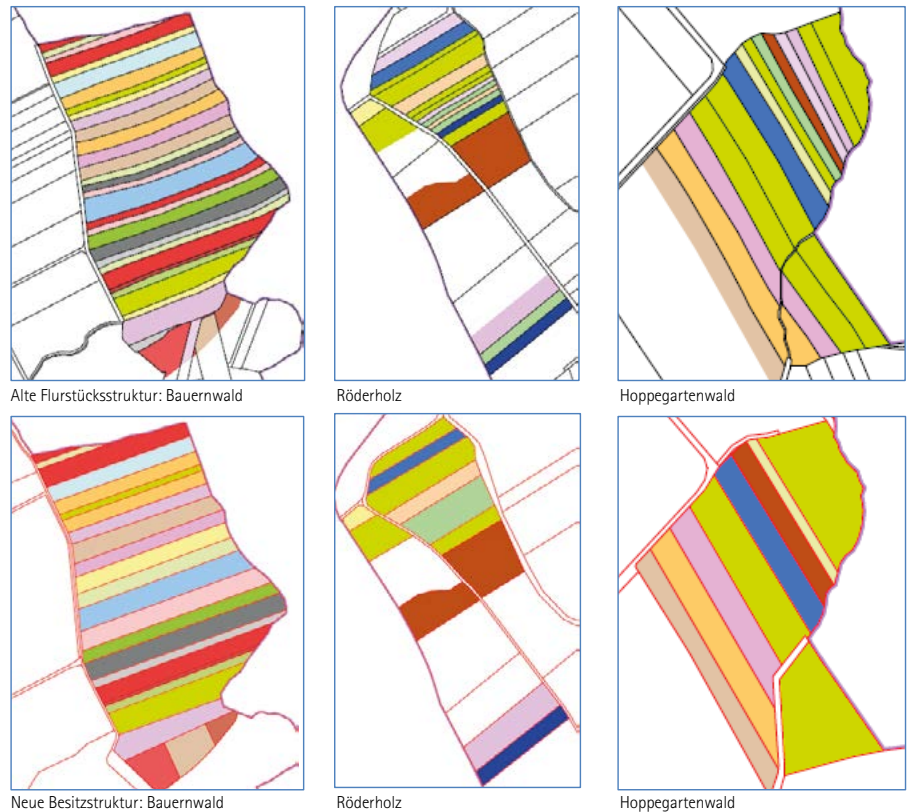 Alte Flurstücksstruktur: Bauernwald
Röderholz
Hoppegartenwald
Neue Besitzstruktur: Bauernwald
Röderholz
Hoppegartenwald